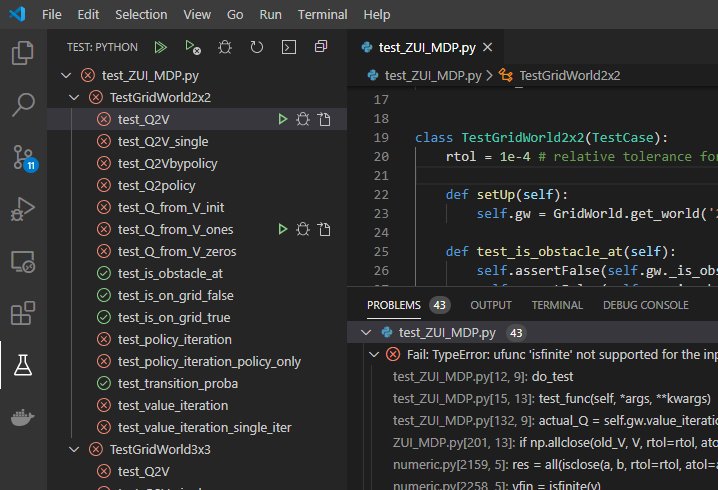 File Edit Selection View Go Run Terminal Help
TEST: PYTHON
test_ZUI_MDP.py
TestGridWorld2x2
test_Q2V
test_Q2V_single
test_Q2Vbypolicy
test_Q2policy
test_Q_from_V_init
test_Q_from_V_ones
test_Q_from_V_zeros
test_is_obstacle_at
test_is_on_grid_false
test_is_on_grid_true
test_policy_iteration
test_policy_iteration_policy_only
test_transition_proba
test_value_iteration
test_value_iteration_single_iter
TestGridWorld3x3
test_Q2V
11
test_ZUI_MDP.py
test_ZUI_MDP.py > TestGridWorld2x2
17
18
19 class TestGridWorld2x2(TestCase):
20 rtol = 1e-4 # relative tolerance for
21
22 def setUp(self):
23 self.gw = GridWorld.get_world('2
24
25 def test_is_obstacle_at(self):
26 self.assertFalse(self.gw._is_obs
PROBLEMS 43 OUTPUT TERMINAL DEBUG CONSOLE
test_ZUI_MDP.py 43
Fail: TypeError: ufunc 'isfinite' not supported for the inp
test_ZUI_MDP.py[12, 9]: do_test
test_ZUI_MDP.py[15, 13]: test_func(self, *args, **kwargs)
test_ZUI_MDP.py[132, 9]: actual_Q = self.gw.value_iteratio
ZUI_MDP.py[201, 13]: if np.allclose(old_V, V, rtol=rtol, ato
numeric.py[2159, 5]: res = all(isclose(a, b, rtol=rtol, atol=a
numeric.py[2258, 5]: yfin = isfinite(y)